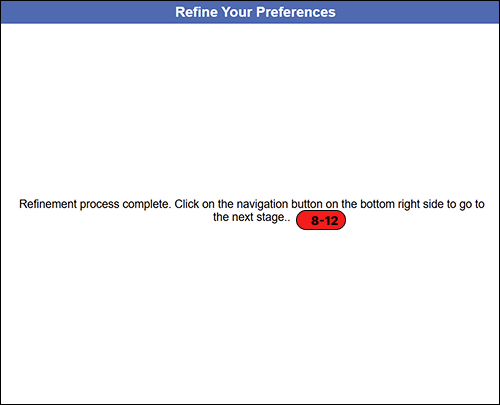 Refine Your Preferences
Refinement process complete. Click on the navigation button on the bottom right side to go to
the next stage.. 8-12